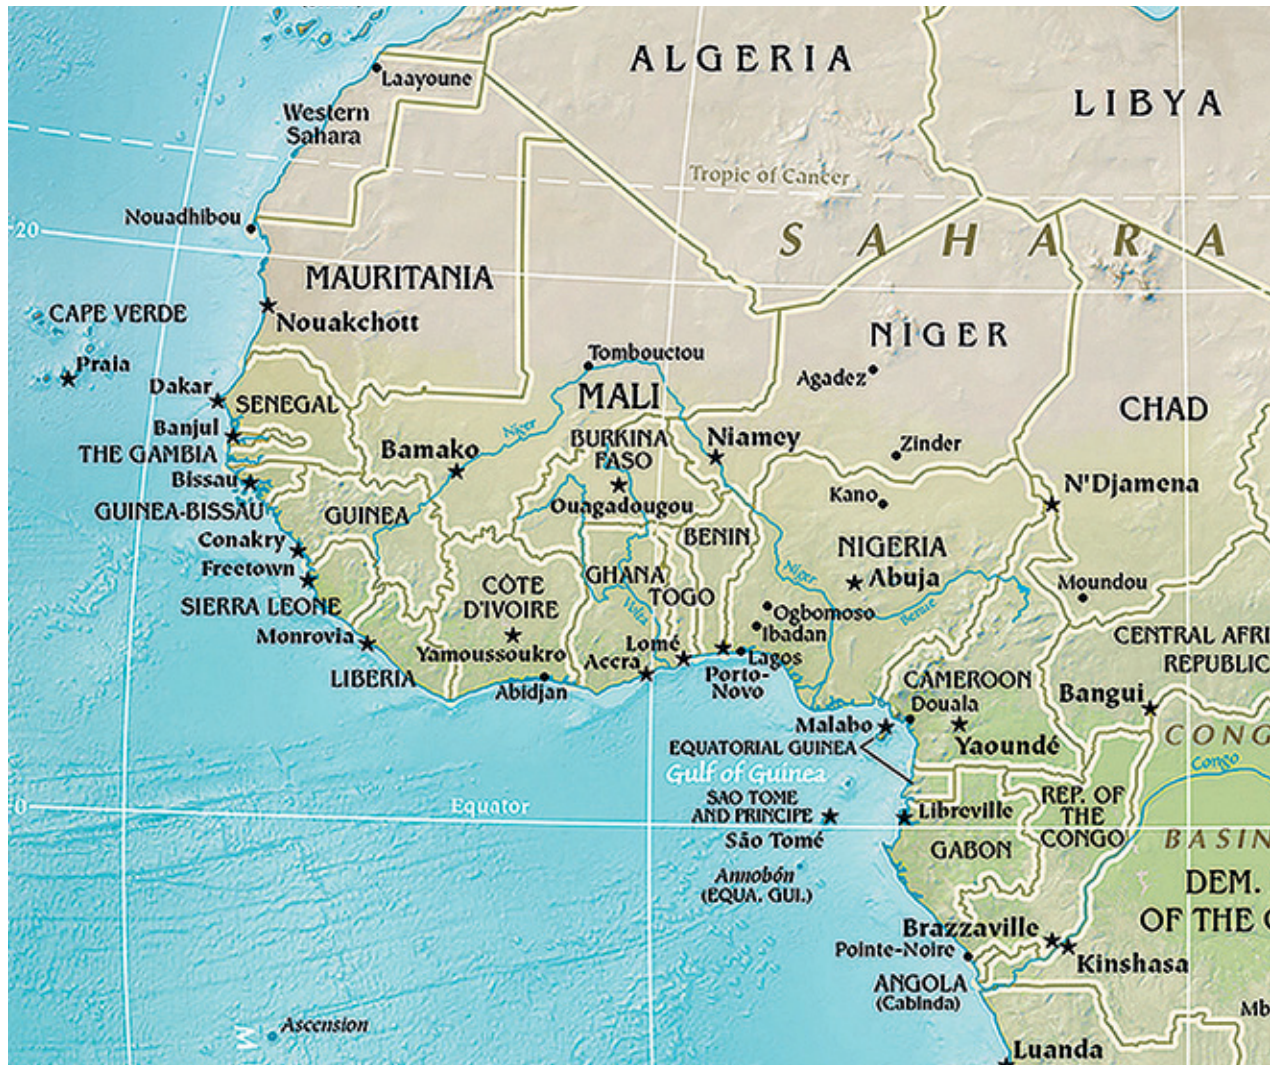 ALGERIA
LIBYA
Laayoune
Western
Sahara
Tropic of Cancer
Nouadhibou
20
SAHARA
MAURITANIA
CAPE VERDE
Nouakchott
NIGER
Praia
Tombouctou
Agadez
Dakar
SENEGAL
MALI
CHAD
Banjul
THE GAMBIA
Bamako
Niger
BURKINA
FASO
Niamey
Zinder
Bissau
GUINEA-BISSAU
GUINEA
Ouagadougou
Kano
N'Djamena
Conakry
BENIN
NIGERIA
Freetown
GHANA
Niger
Abuja
Moundou
SIERRA LEONE
CÔTE
D'IVOIRE
TOGO
Volta
Ogbomoso
Benue
Monrovia
Ibadan
CENTRAL AFRI
REPUBLIC
Yamoussoukro
Lomé
Accra
Lagos
LIBERIA
Abidjan
Porto-
Novo
CAMEROON
Bangui
Douala
Malabo
Yaoundé
CONG
EQUATORIAL GUINEA
Congo
Gulf of Guinea
0
Equator
SAO TOME
AND PRINCIPE
Libreville
REP. OF
THE
CONGO
São Tomé
GABON
BASIN
Annobón
(EQUA. GUI.)
DEM.
OF THE C
Brazzaville
Pointe-Noire
Kinshasa
ANGOLA
(Cabinda)
Ascension
Mb
Luanda